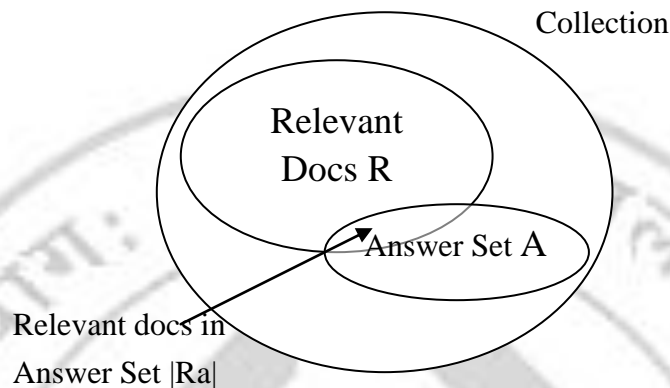 Collection
Relevant
Docs R
Answer Set A
Relevant docs in
Answer Set |Ra|